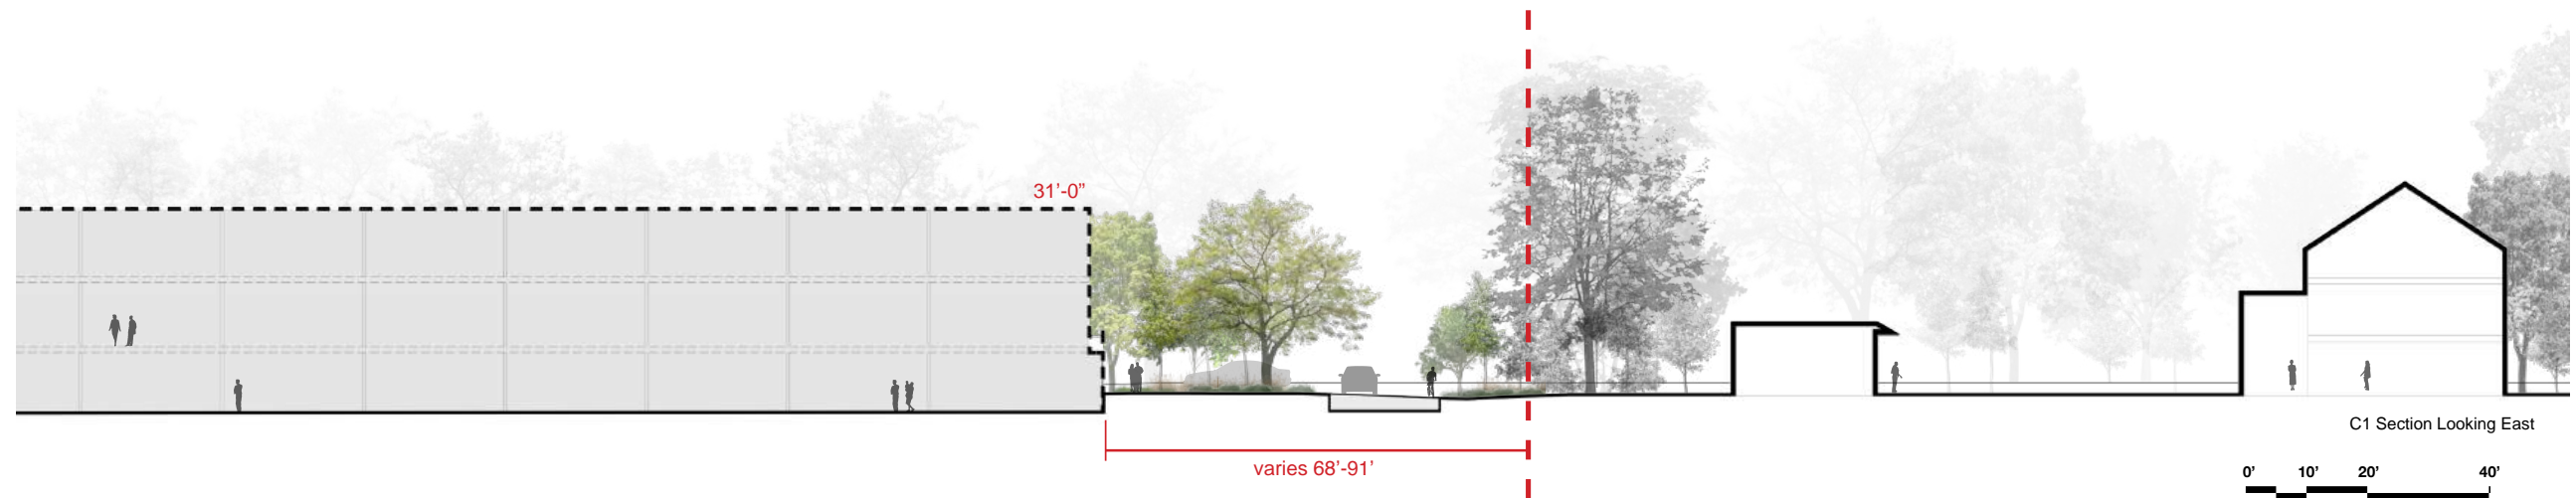 31’-0”
varies 68’-91’
C1 Section Looking East
0’ 10’ 20’ 40’